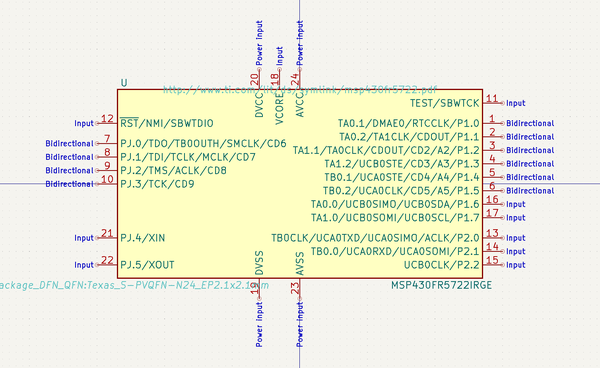 Power input
Input
Power input
20
18
24
U
http://www.ti.com/lit/ds/symlink/msp430fr5722.pdf
DVCC
VCORE
AVCC
TEST/SBWTCK 11 Input
Input 12 RST/NMI/SBWTDIO
TA0.1/DMAE0/RTCCLK/P1.0 1 Bidirectional
TA0.2/TA1CLK/CDOUT/P1.1 2 Bidirectional
Bidirectional 7 PJ.0/TDO/TB0OUTH/SMCLK/CD6
TA1.1/TA0CLK/CDOUT/CD2/A2/P1.2 3 Bidirectional
Bidirectional 8 PJ.1/TDI/TCLK/MCLK/CD7
TA1.2/UCB0STE/CD3/A3/P1.3 4 Bidirectional
Bidirectional 9 PJ.2/TMS/ACLK/CD8
TB0.1/UCA0STE/CD4/A4/P1.4 5 Bidirectional
Bidirectional 10 PJ.3/TCK/CD9
TB0.2/UCA0CLK/CD5/A5/P1.5 6 Bidirectional
TA0.0/UCB0SIMO/UCB0SDA/P1.6 16 Input
TA1.0/UCB0SOMI/UCB0SCL/P1.7 17 Input
Input 21 PJ.4/XIN
TB0CLK/UCA0TXD/UCA0SIMO/ACLK/P2.0 13 Input
TB0.0/UCA0RXD/UCA0SOMI/P2.1 14 Input
Input 22 PJ.5/XOUT
UCB0CLK/P2.2 15 Input
DVSS
AVSS
ackage_DFN_QFN:Texas_S-PVQFN-N24_EP2.1x2.1mm
MSP430FR5722IRGE
19
23
Power input
Power input